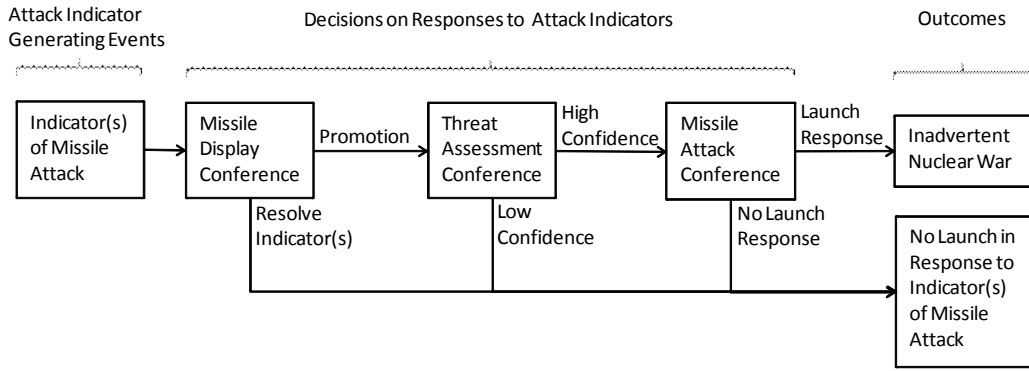 Attack Indicator
Generating Events
Decisions on Responses to Attack Indicators
Outcomes
Indicator(s)
of Missile
Attack
Missile
Display
Conference
Promotion
Threat
Assessment
Conference
High
Confidence
Missile
Attack
Conference
Launch
Response
Inadvertent
Nuclear War
Resolve
Indicator(s)
Low
Confidence
No Launch
Response
No Launch in
Response to
Indicator(s)
of Missile
Attack